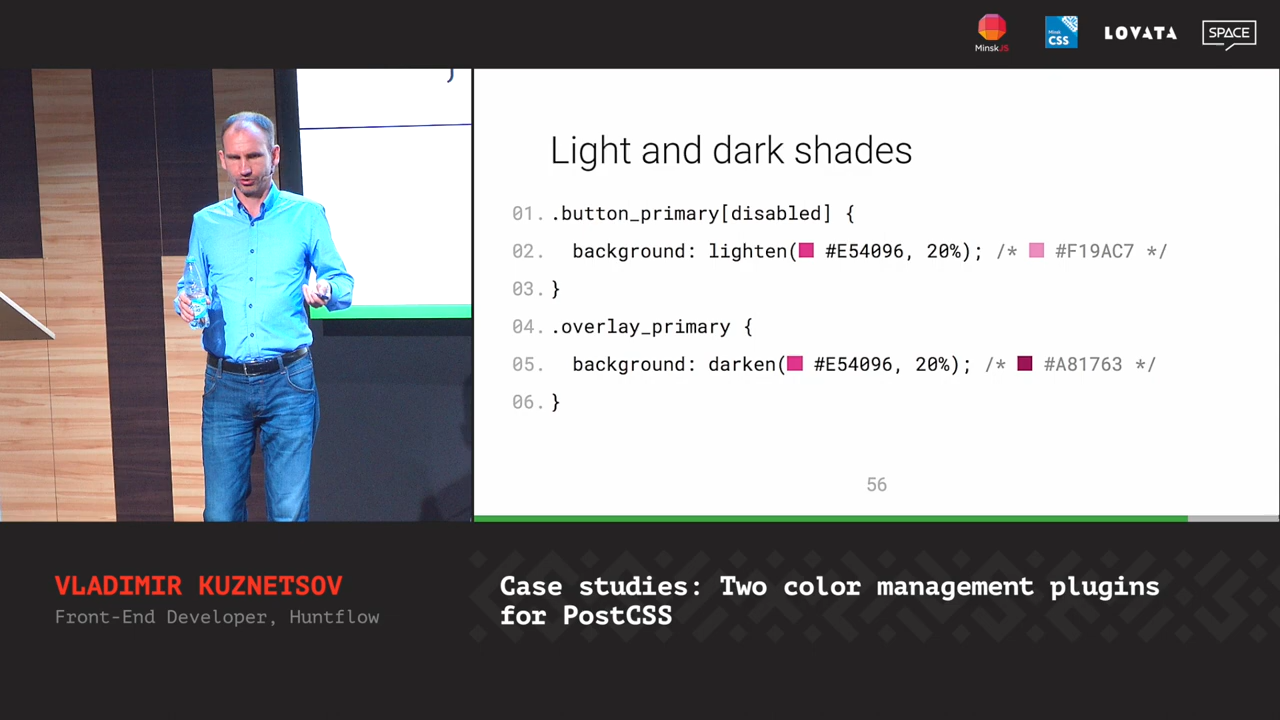 MinskJS
Minsk
CSS
LOVATA
SPACE
Light and dark shades
01. .button_primary[disabled] {
02. background: lighten( #E54096, 20%); /* #F19AC7 */
03. }
04. .overlay_primary {
05. background: darken( #E54096, 20%); /* #A81763 */
06. }
56
VLADIMIR KUZNETSOV
Front-End Developer, Huntflow
Case studies: Two color management plugins
for PostCSS